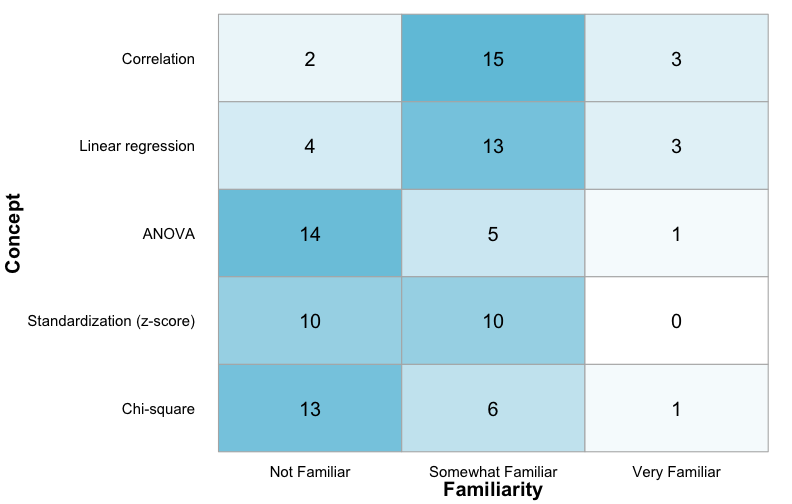 Correlation 2 15 3
Linear regression 4 13 3
ANOVA 14 5 1
Standardization (z-score) 10 10 0
Chi-square 13 6 1
Not Familiar Somewhat Familiar Very Familiar
Familiarity
Concept